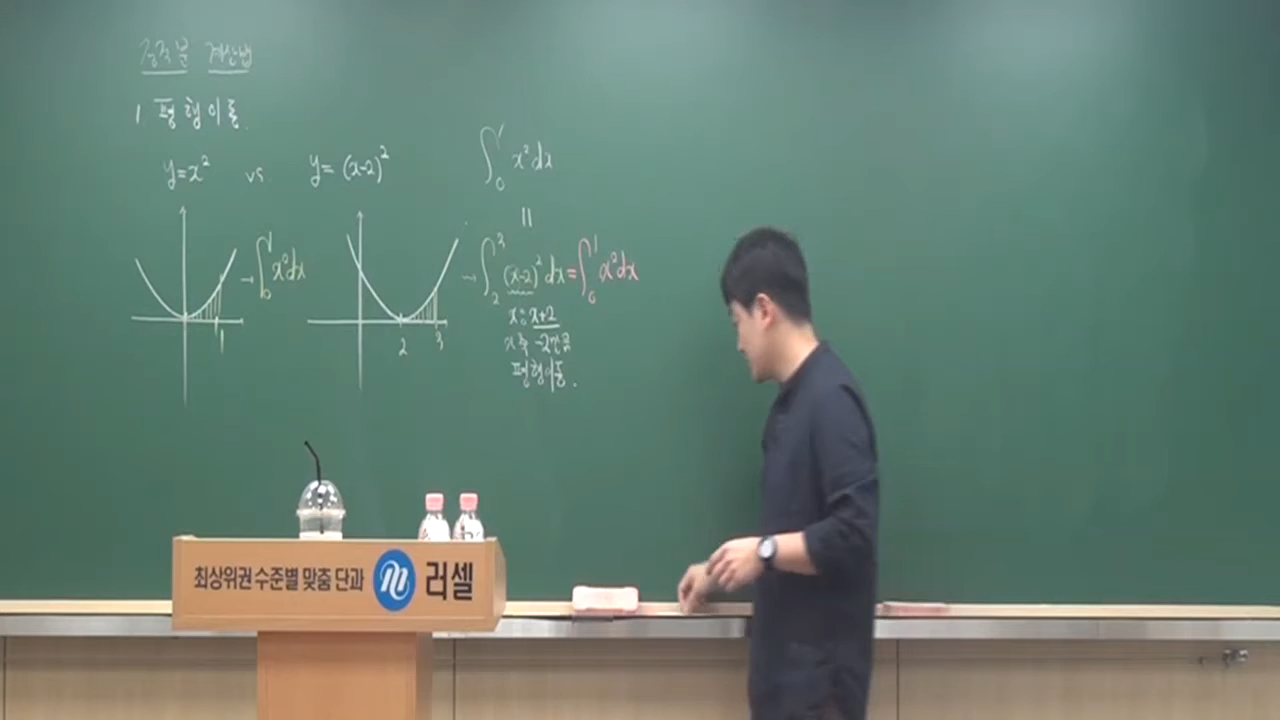 정적분 계산법
1 평행이동.
y=x² vs y=(x-2)²
∫₀¹ x²dx
=
→ ∫₀¹ x²dx
→ ∫₂³ (x-2)² dx = ∫₀¹ x²dx
x: x+2
x축 -2만큼
평행이동.
1
2 3
최상위권 수준별 맞춤 단과 러셀